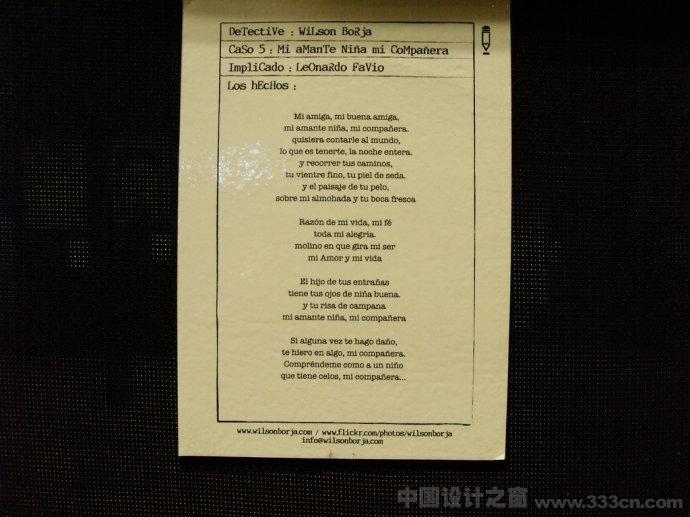 DeTectiVe : WiLson BoRja
CaSo 5 : Mi aManTe Niña mi CoMpañera
ImpliCado : LeOnaRdo FaVio
Los hEcHos :
Mi amiga, mi buena amiga,
mi amante niña, mi compañera.
quisiera contarle al mundo,
lo que es tenerte, la noche entera.
y recorrer tus caminos,
tu vientre fino, tu piel de seda.
y el paisaje de tu pelo,
sobre mi almohada y tu boca fresca
Razón de mi vida, mi fé
toda mi alegria.
molino en que gira mi ser
mi Amor y mi vida
El hijo de tus entrañas
tiene tus ojos de niña buena.
y tu risa de campana
mi amante niña, mi compañera
Si alguna vez te hago daño,
te hiero en algo, mi compañera.
Compréndeme como a un niño
que tiene celos, mi compañera...
www.wilsonborja.com / www.flickr.com/photos/wilsonborja
info@wilsonborja.com
中国设计之窗 www.333cn.com